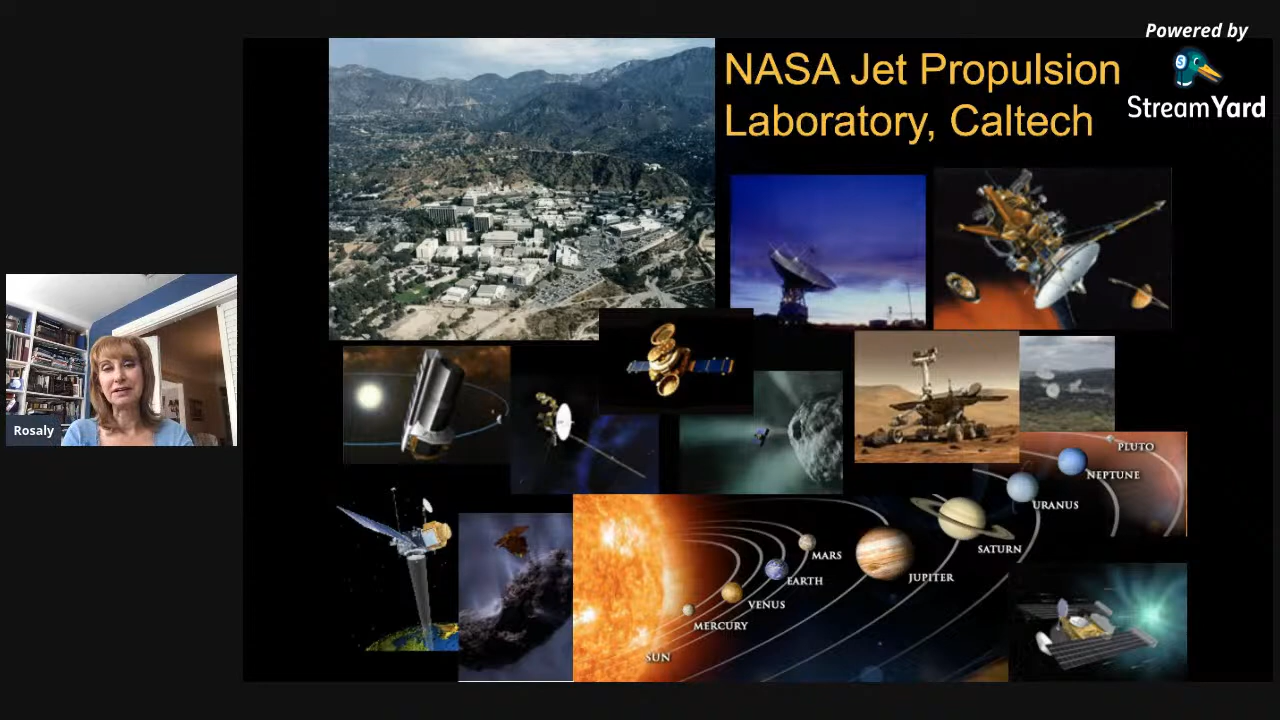 Powered by
StreamYard
NASA Jet Propulsion
Laboratory, Caltech
Rosaly
PLUTO
NEPTUNE
URANUS
SATURN
MARS
JUPITER
EARTH
VENUS
MERCURY
SUN